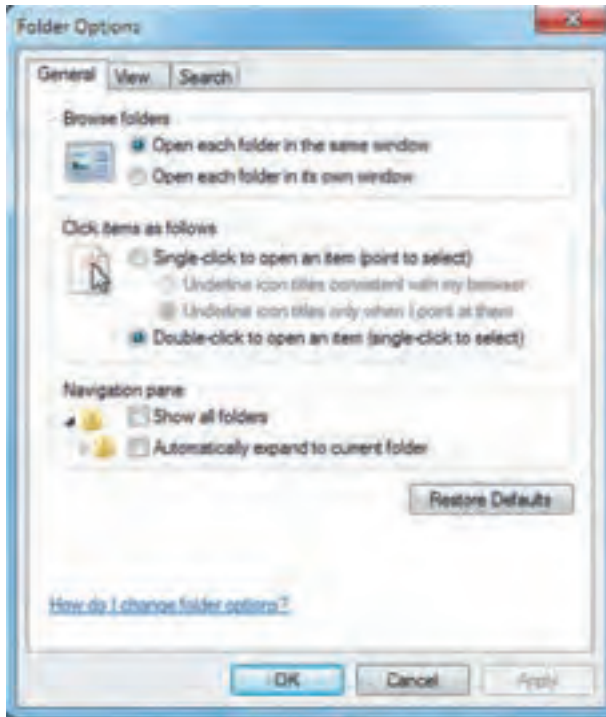 Folder Options
General View Search
Browse folders
Open each folder in the same window
Open each folder in its own window
Click items as follows
Single-click to open an item (point to select)
Underline icon titles consistent with my browser
Underline icon titles only when I point at them
Double-click to open an item (single-click to select)
Navigation pane
Show all folders
Automatically expand to current folder
Restore Defaults
How do I change folder options?
OK Cancel Apply